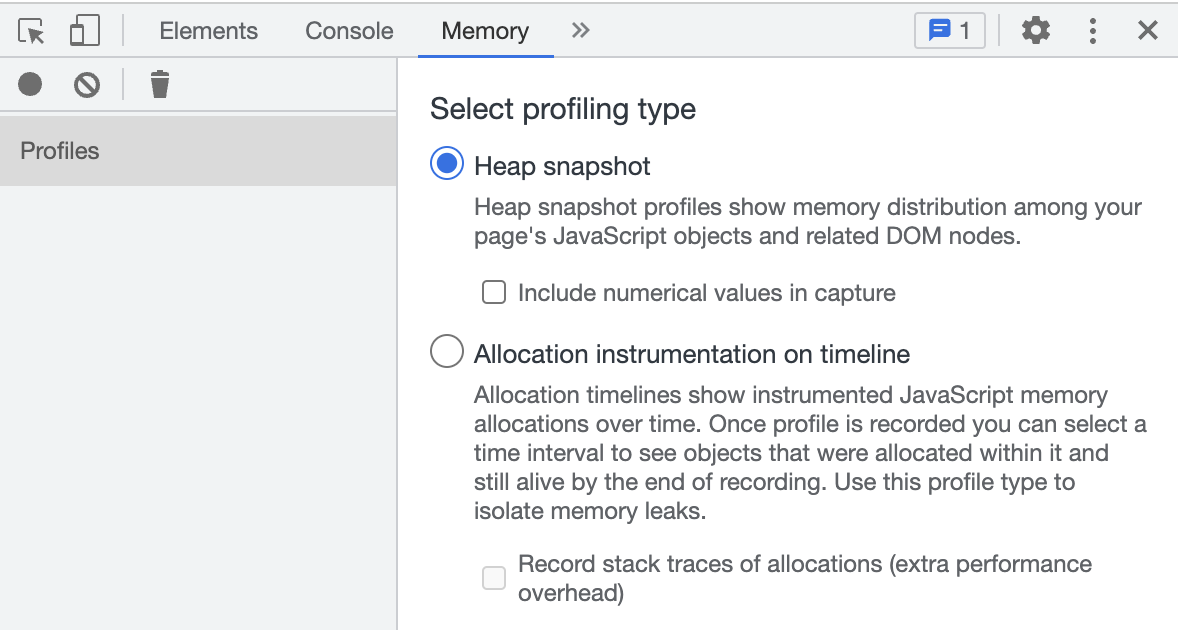 Elements Console Memory 1
Profiles
Select profiling type
Heap snapshot
Heap snapshot profiles show memory distribution among your
page's JavaScript objects and related DOM nodes.
Include numerical values in capture
Allocation instrumentation on timeline
Allocation timelines show instrumented JavaScript memory
allocations over time. Once profile is recorded you can select a
time interval to see objects that were allocated within it and
still alive by the end of recording. Use this profile type to
isolate memory leaks.
Record stack traces of allocations (extra performance
overhead)